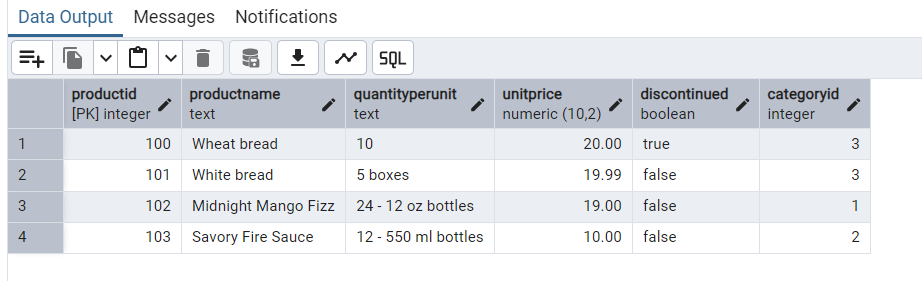 Data Output Messages Notifications
SQL
productid productname quantityperunit unitprice discontinued categoryid
[PK] integer text text numeric (10,2) boolean integer
1 100 Wheat bread 10 20.00 true 3
2 101 White bread 5 boxes 19.99 false 3
3 102 Midnight Mango Fizz 24 - 12 oz bottles 19.00 false 1
4 103 Savory Fire Sauce 12 - 550 ml bottles 10.00 false 2